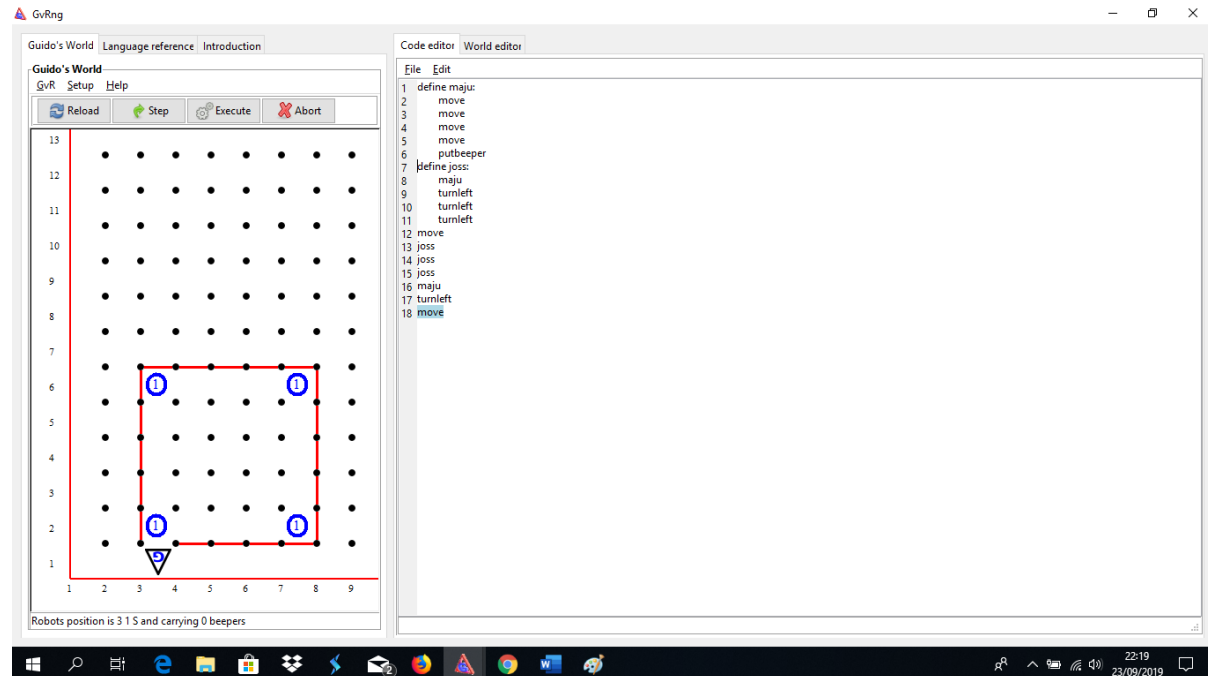 GvRng
Guido's World Language reference Introduction
Guido's World
GvR Setup Help
Reload Step Execute Abort
13
12
11
10
9
8
7
6
5
4
3
2
1
1 1
1 1
G
1 2 3 4 5 6 7 8 9
Robots position is 3 1 S and carrying 0 beepers
Code editor World editor
File Edit
1 define maju:
2 move
3 move
4 move
5 move
6 putbeeper
7 define joss:
8 maju
9 turnleft
10 turnleft
11 turnleft
12 move
13 joss
14 joss
15 joss
16 maju
17 turnleft
18 move
2
22:19
23/09/2019